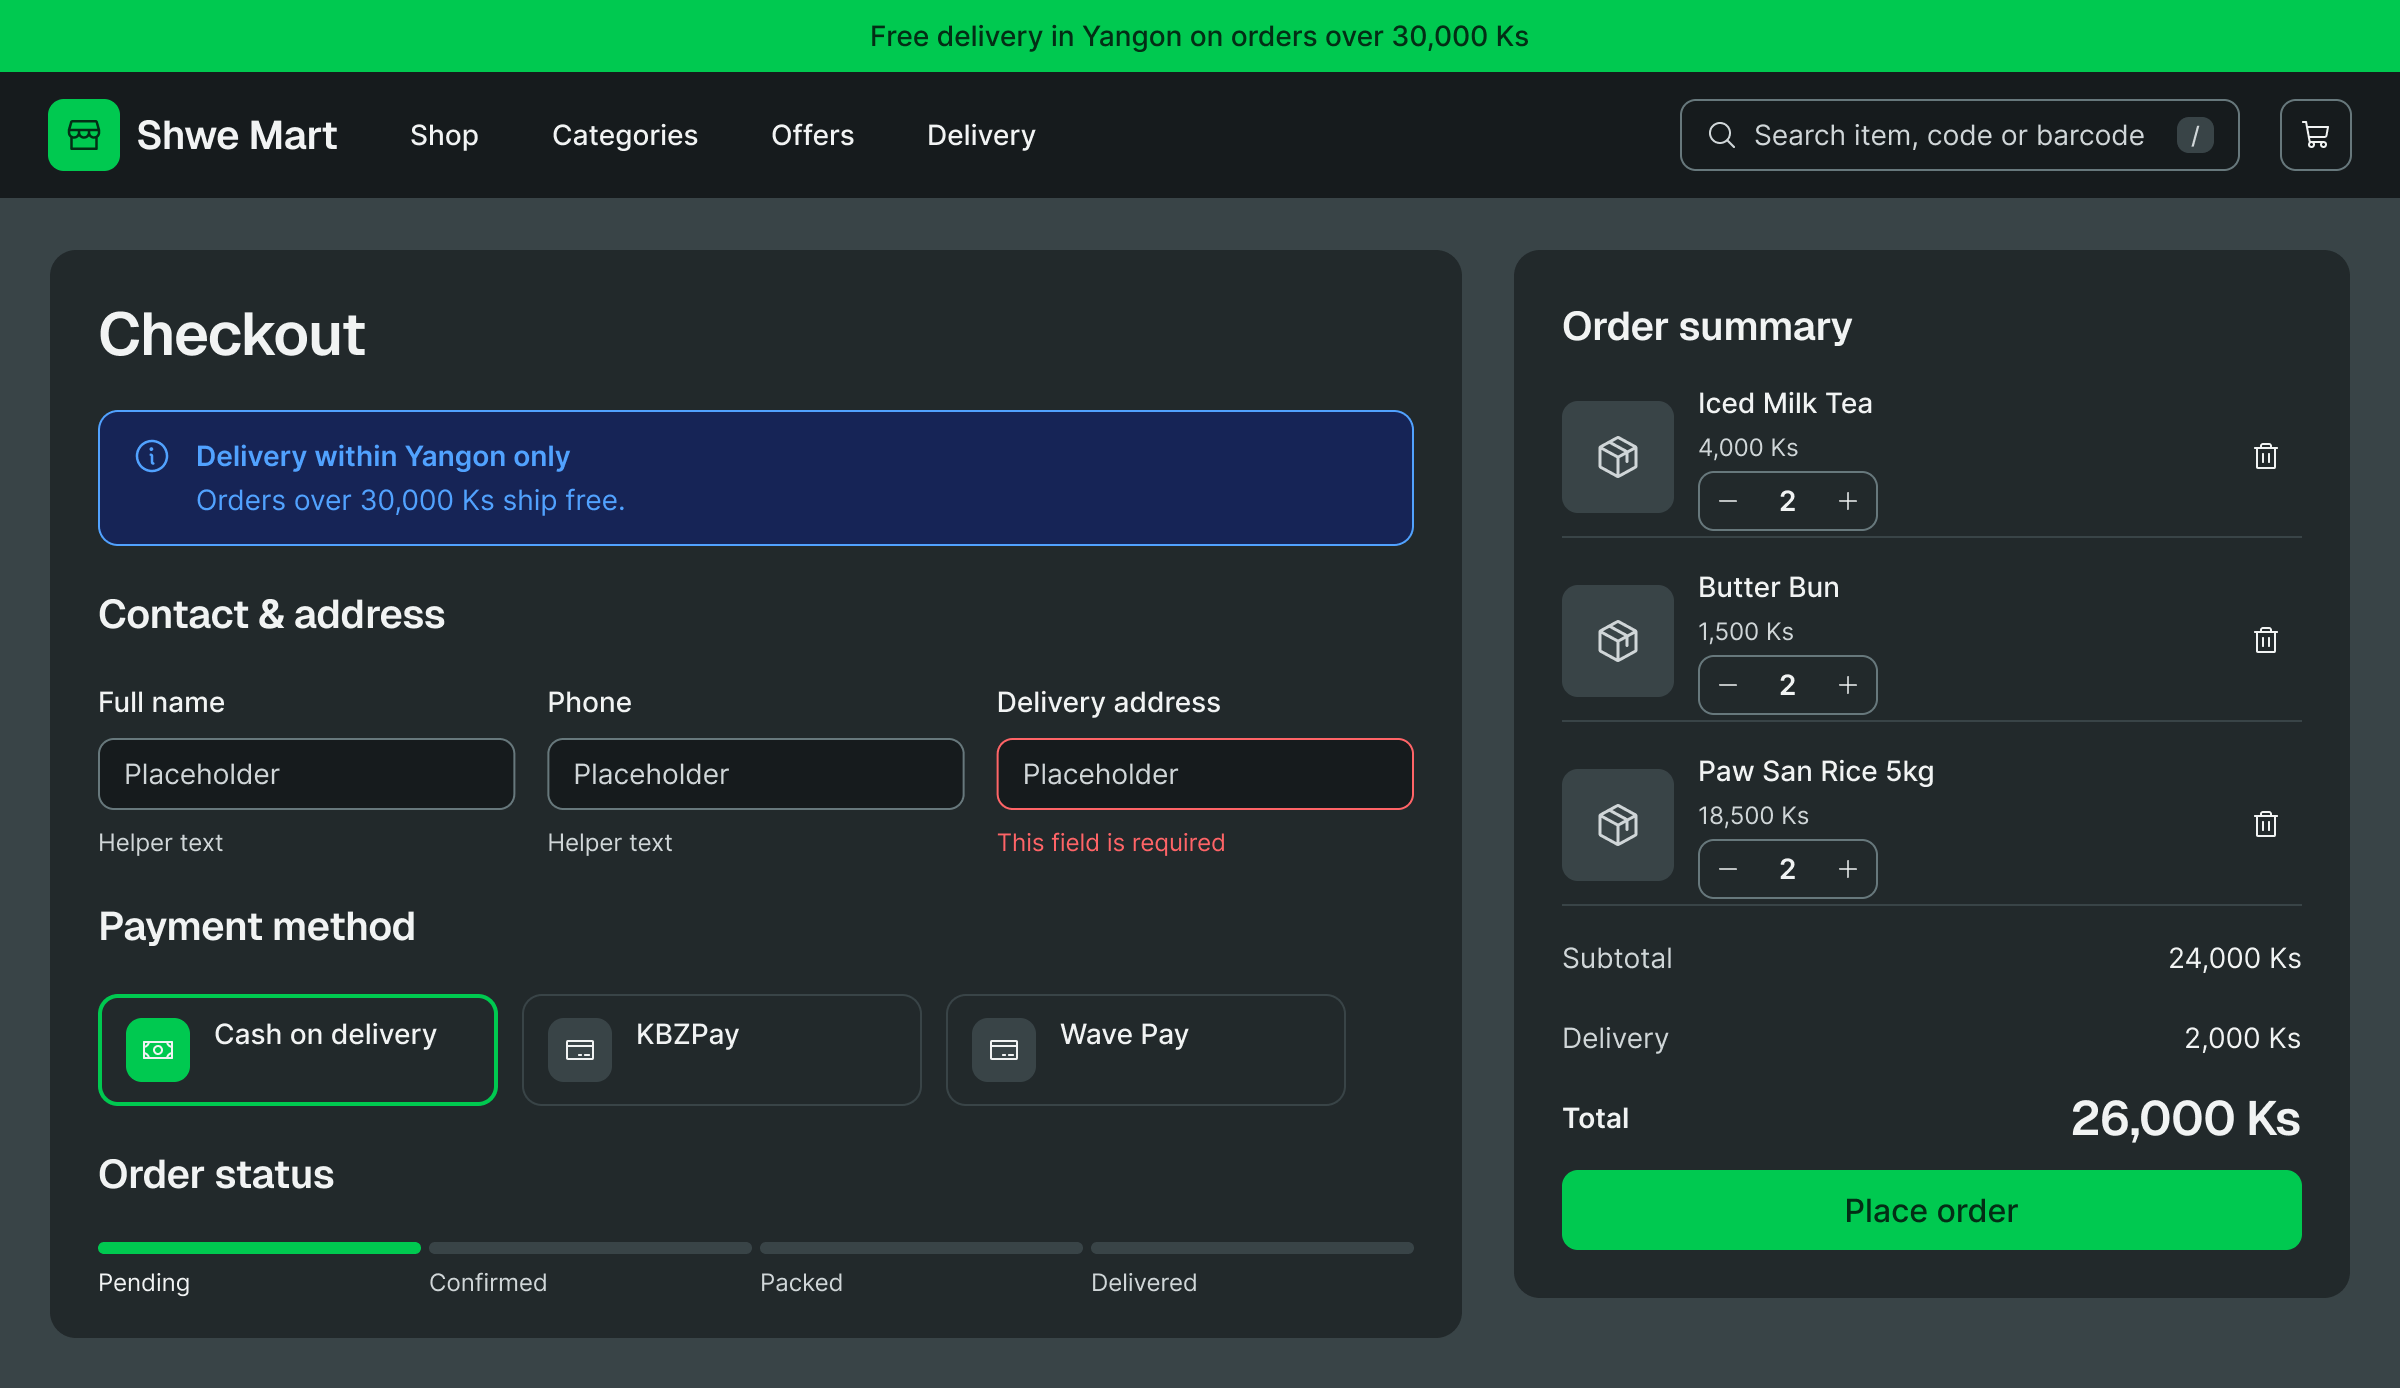 Free delivery in Yangon on orders over 30,000 Ks
Shwe Mart
Shop
Categories
Offers
Delivery
Search item, code or barcode
/
Checkout
Delivery within Yangon only
Orders over 30,000 Ks ship free.
Contact & address
Full name
Placeholder
Helper text
Phone
Placeholder
Helper text
Delivery address
Placeholder
This field is required
Payment method
Cash on delivery
KBZPay
Wave Pay
Order status
Pending
Confirmed
Packed
Delivered
Order summary
Iced Milk Tea
4,000 Ks
2
Butter Bun
1,500 Ks
2
Paw San Rice 5kg
18,500 Ks
2
Subtotal
24,000 Ks
Delivery
2,000 Ks
Total
26,000 Ks
Place order